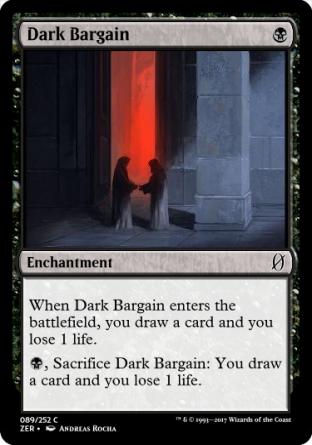 Dark Bargain
Enchantment
When Dark Bargain enters the
battlefield, you draw a card and you
lose 1 life.
, Sacrifice Dark Bargain: You draw
a card and you lose 1 life.
089/252 C
ZER • Andreas Rocha
™ & © 1993–2017 Wizards of the Coast